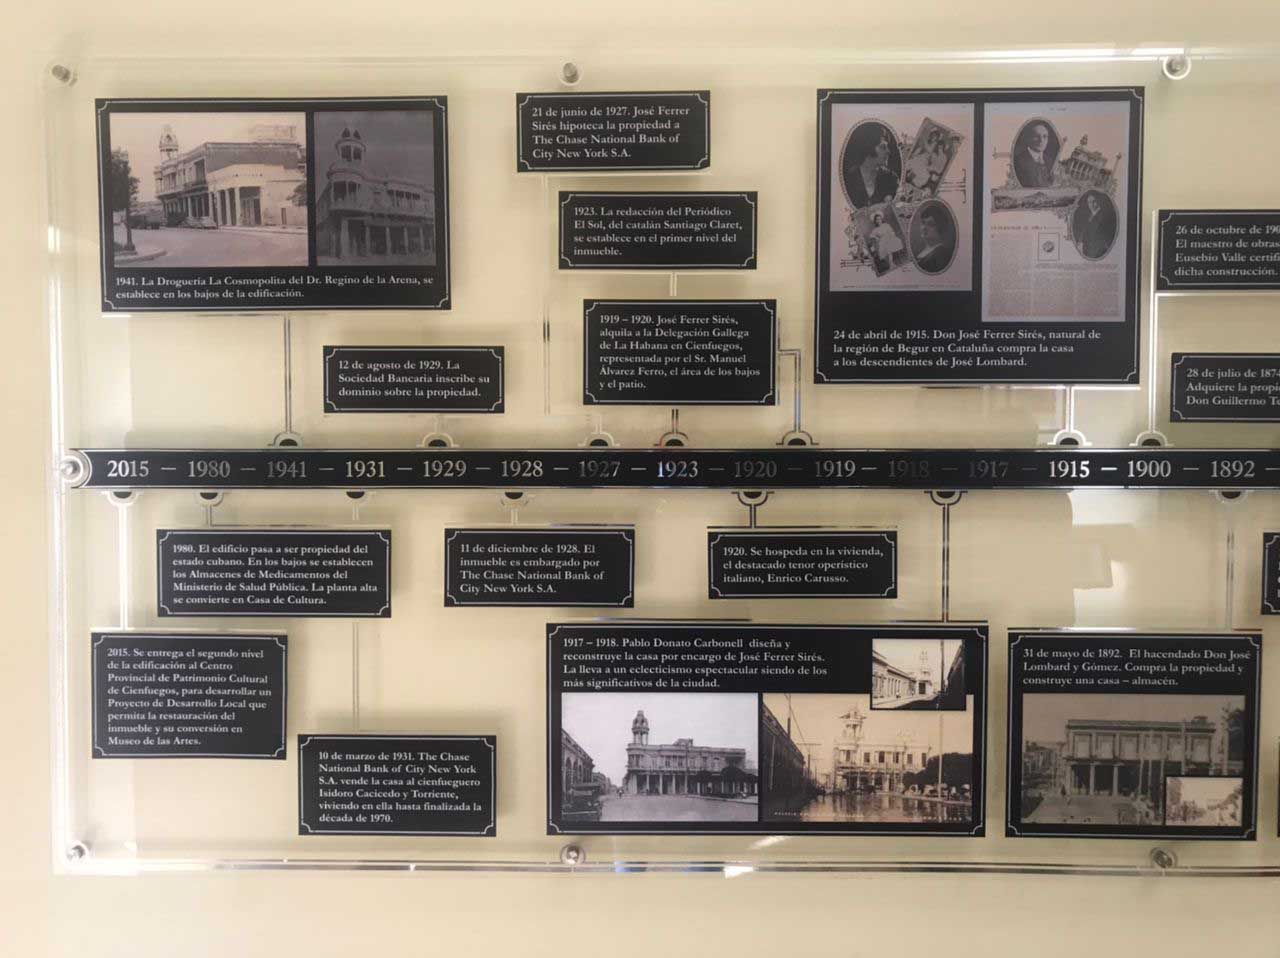 1941. La Droguería La Cosmopolita del Dr. Regino de la Arena, se
establece en los bajos de la edificación.
21 de junio de 1927. José Ferrer
Sirés hipoteca la propiedad a
The Chase National Bank of
City New York S.A.
1923. La redacción del Periódico
El Sol, del catalán Santiago Claret,
se establece en el primer nivel del
inmueble.
1919 – 1920. José Ferrer Sirés,
alquila a la Delegación Gallega
de La Habana en Cienfuegos,
representada por el Sr. Manuel
Álvarez Ferro, el área de los bajos
y el patio.
12 de agosto de 1929. La
Sociedad Bancaria inscribe su
dominio sobre la propiedad.
24 de abril de 1915. Don José Ferrer Sirés, natural de
la región de Begur en Cataluña compra la casa
a los descendientes de José Lombard.
26 de octubre de
El maestro de obras
Eusebio Valle
dicha construcción.
28 de julio de 1874
Adquiere la
Don Guillermo
2015 – 1980 – 1941 – 1931 – 1929 – 1928 – 1927 – 1923 – 1920 – 1919 – 1918 – 1917 – 1915 – 1900 – 1892 –
1980. El edificio pasa a ser propiedad del
estado cubano. En los bajos se establecen
los Almacenes de Medicamentos del
Ministerio de Salud Pública. La planta alta
se convierte en Casa de Cultura.
11 de diciembre de 1928. El
inmueble es embargado por
The Chase National Bank of
City New York S.A.
1920. Se hospeda en la vivienda,
el destacado tenor operístico
italiano, Enrico Carusso.
2015. Se entrega el segundo nivel
de la edificación al Centro
Provincial de Patrimonio Cultural
de Cienfuegos, para desarrollar un
Proyecto de Desarrollo Local que
permita la restauración del
inmueble y su conversión en
Museo de las Artes.
10 de marzo de 1931. The Chase
National Bank of City New York
S.A. vende la casa al cienfueguero
Isidoro Cacicedo y Torriente,
viviendo en ella hasta finalizada la
década de 1970.
1917 – 1918. Pablo Donato Carbonell diseña y
reconstruye la casa por encargo de José Ferrer Sirés.
La lleva a un eclecticismo espectacular siendo de los
más significativos de la ciudad.
31 de mayo de 1892. El hacendado Don José
Lombard y Gómez. Compra la propiedad y
construye una casa – almacén.